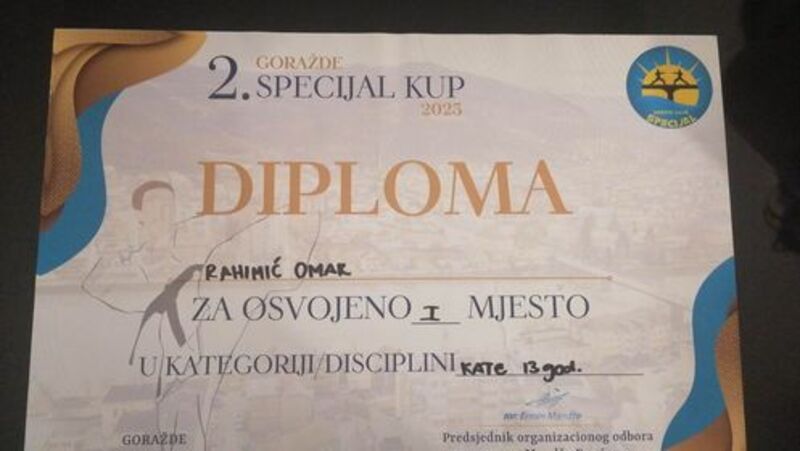 GORAŽDE
2. SPECIJAL KUP
2025
SPECIJAL
DIPLOMA
RAHIMIĆ OMAR
ZA OSVOJENO I MJESTO
U KATEGORIJI/DISCIPLINI KATE 13 god.
GORAŽDE
Predsjednik organizacionog odbora